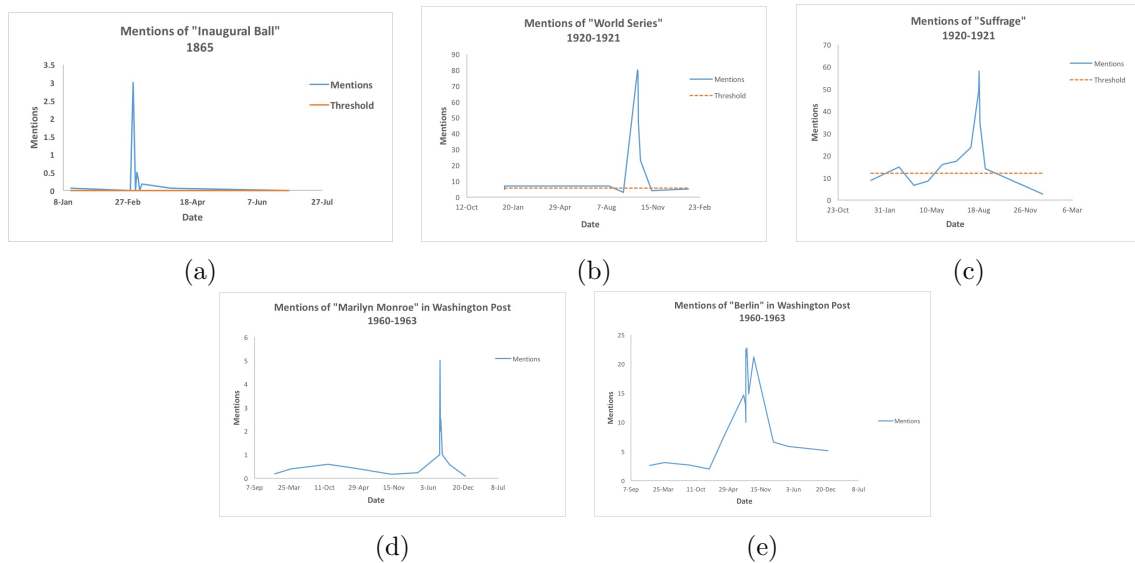 Mentions of "Inaugural Ball"
1865
3.5
3
2.5
2
1.5
1
0.5
0
Mentions
8-Jan 27-Feb 18-Apr 7-Jun 27-Jul
Date
Mentions
Threshold
(a)
Mentions of "World Series"
1920-1921
90
80
70
60
50
40
30
20
10
0
Mentions
12-Oct 20-Jan 29-Apr 7-Aug 15-Nov 23-Feb
Date
Mentions
Threshold
(b)
Mentions of "Suffrage"
1920-1921
70
60
50
40
30
20
10
0
Mentions
23-Oct 31-Jan 10-May 18-Aug 26-Nov 6-Mar
Date
Mentions
Threshold
(c)
Mentions of "Marilyn Monroe" in Washington Post
1960-1963
6
5
4
3
2
1
0
Mentions
7-Sep 25-Mar 11-Oct 29-Apr 15-Nov 3-Jun 20-Dec 8-Jul
Date
Mentions
(d)
Mentions of "Berlin" in Washington Post
1960-1963
25
20
15
10
5
0
Mentions
7-Sep 25-Mar 11-Oct 29-Apr 15-Nov 3-Jun 20-Dec 8-Jul
Date
Mentions
(e)